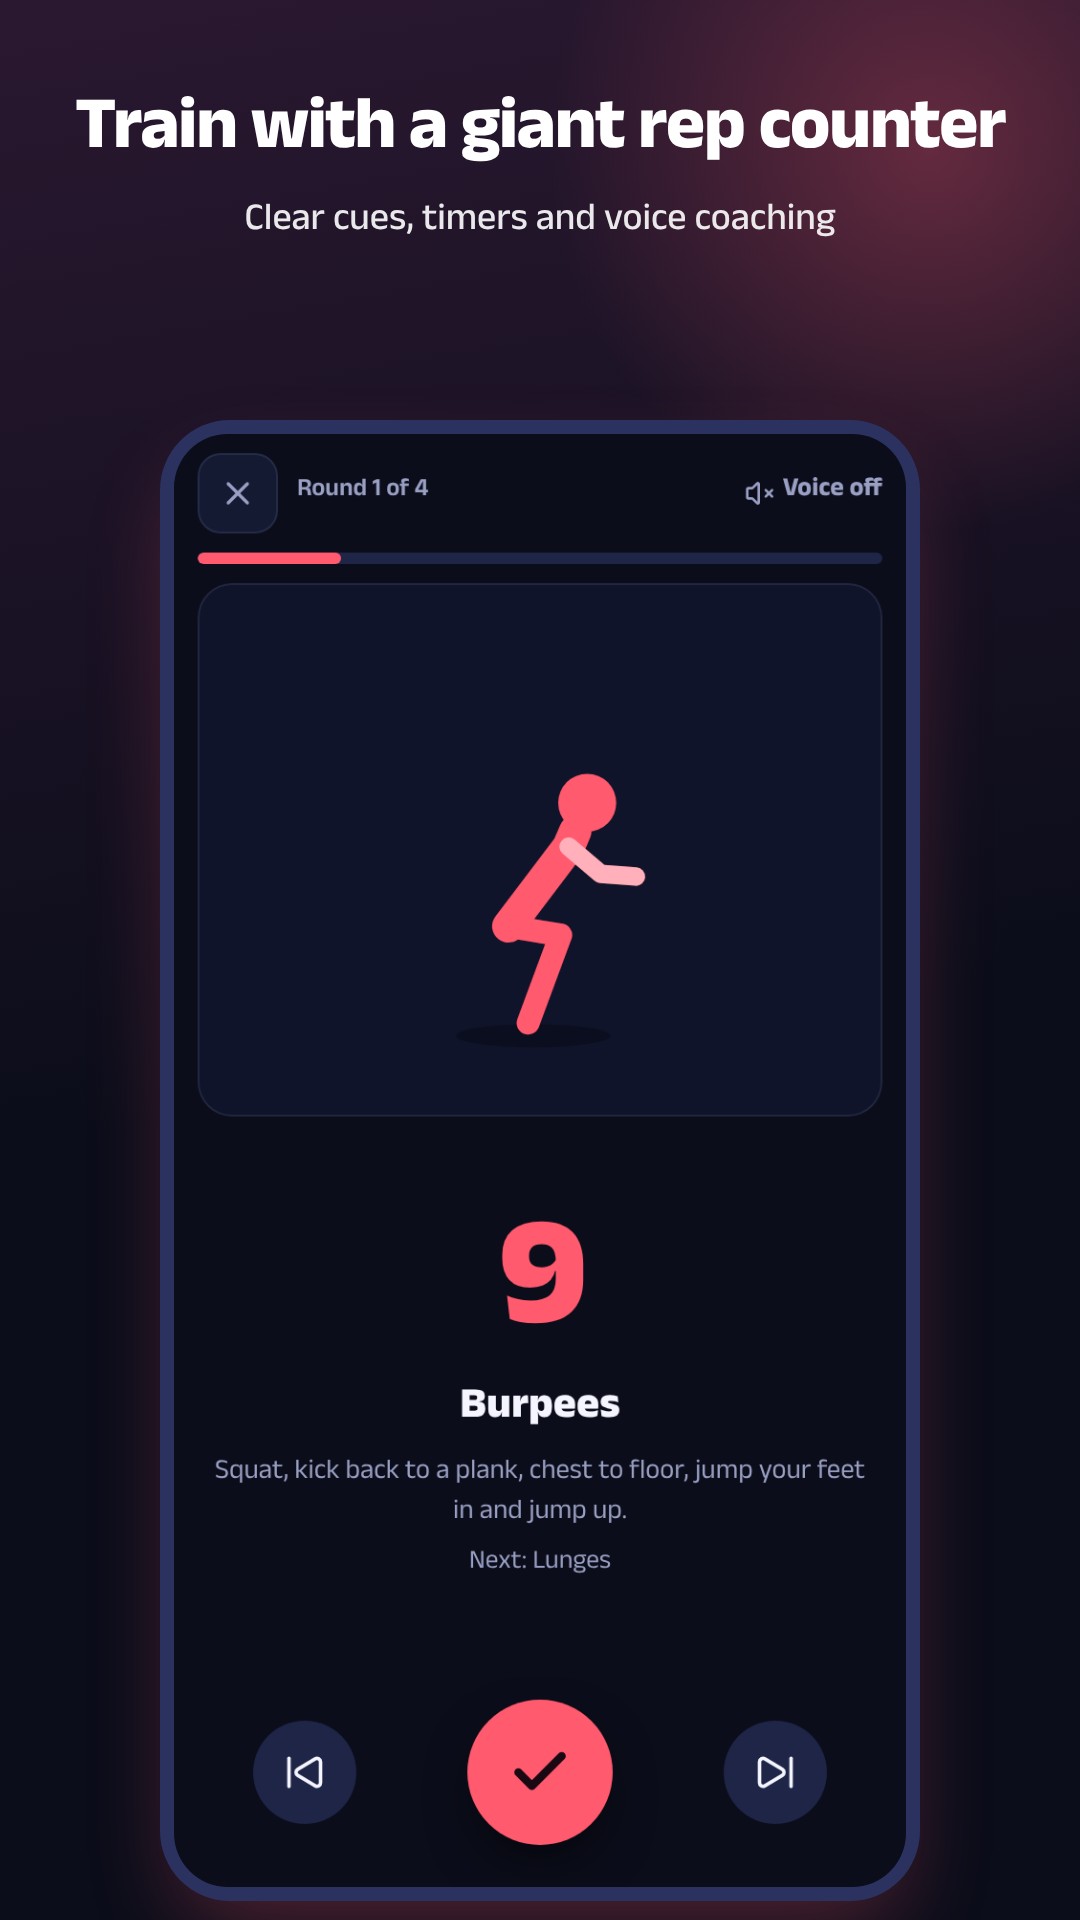 Train with a giant rep counter
Clear cues, timers and voice coaching
Round 1 of 4
Voice off
9
Burpees
Squat, kick back to a plank, chest to floor, jump your feet
in and jump up.
Next: Lunges